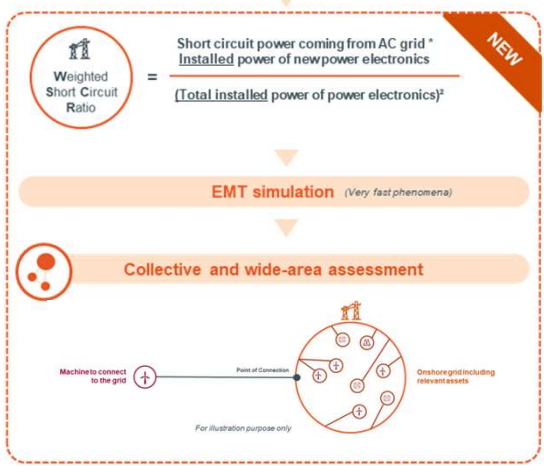 NEW
Weighted
Short Circuit
Ratio
=
Short circuit power coming from AC grid *
Installed power of new power electronics
(Total installed power of power electronics)²
EMT simulation (Very fast phenomena)
Collective and wide-area assessment
Machine to connect
to the grid
Point of Connection
Onshore grid including
relevant assets
For illustration purpose only